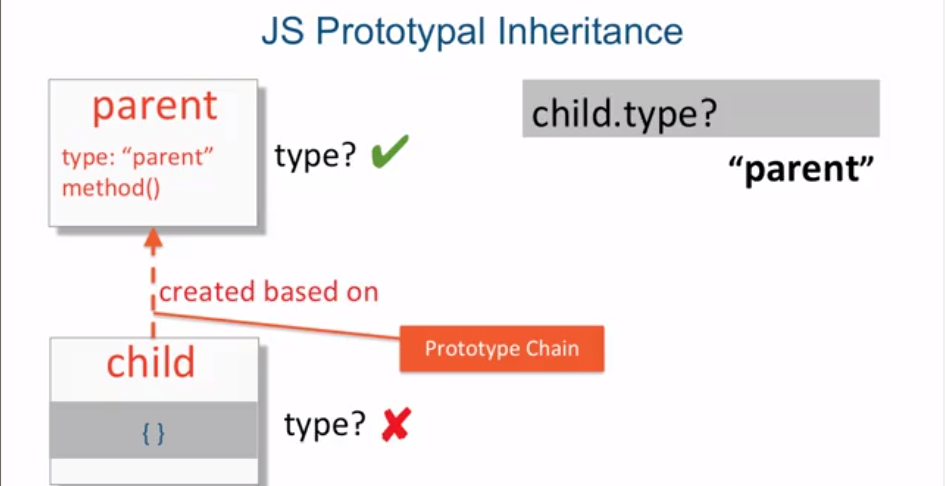 JS Prototypal Inheritance
parent
type: “parent”
method()
type? ✔
child.type?
“parent”
created based on
Prototype Chain
child
{ }
type? ✘